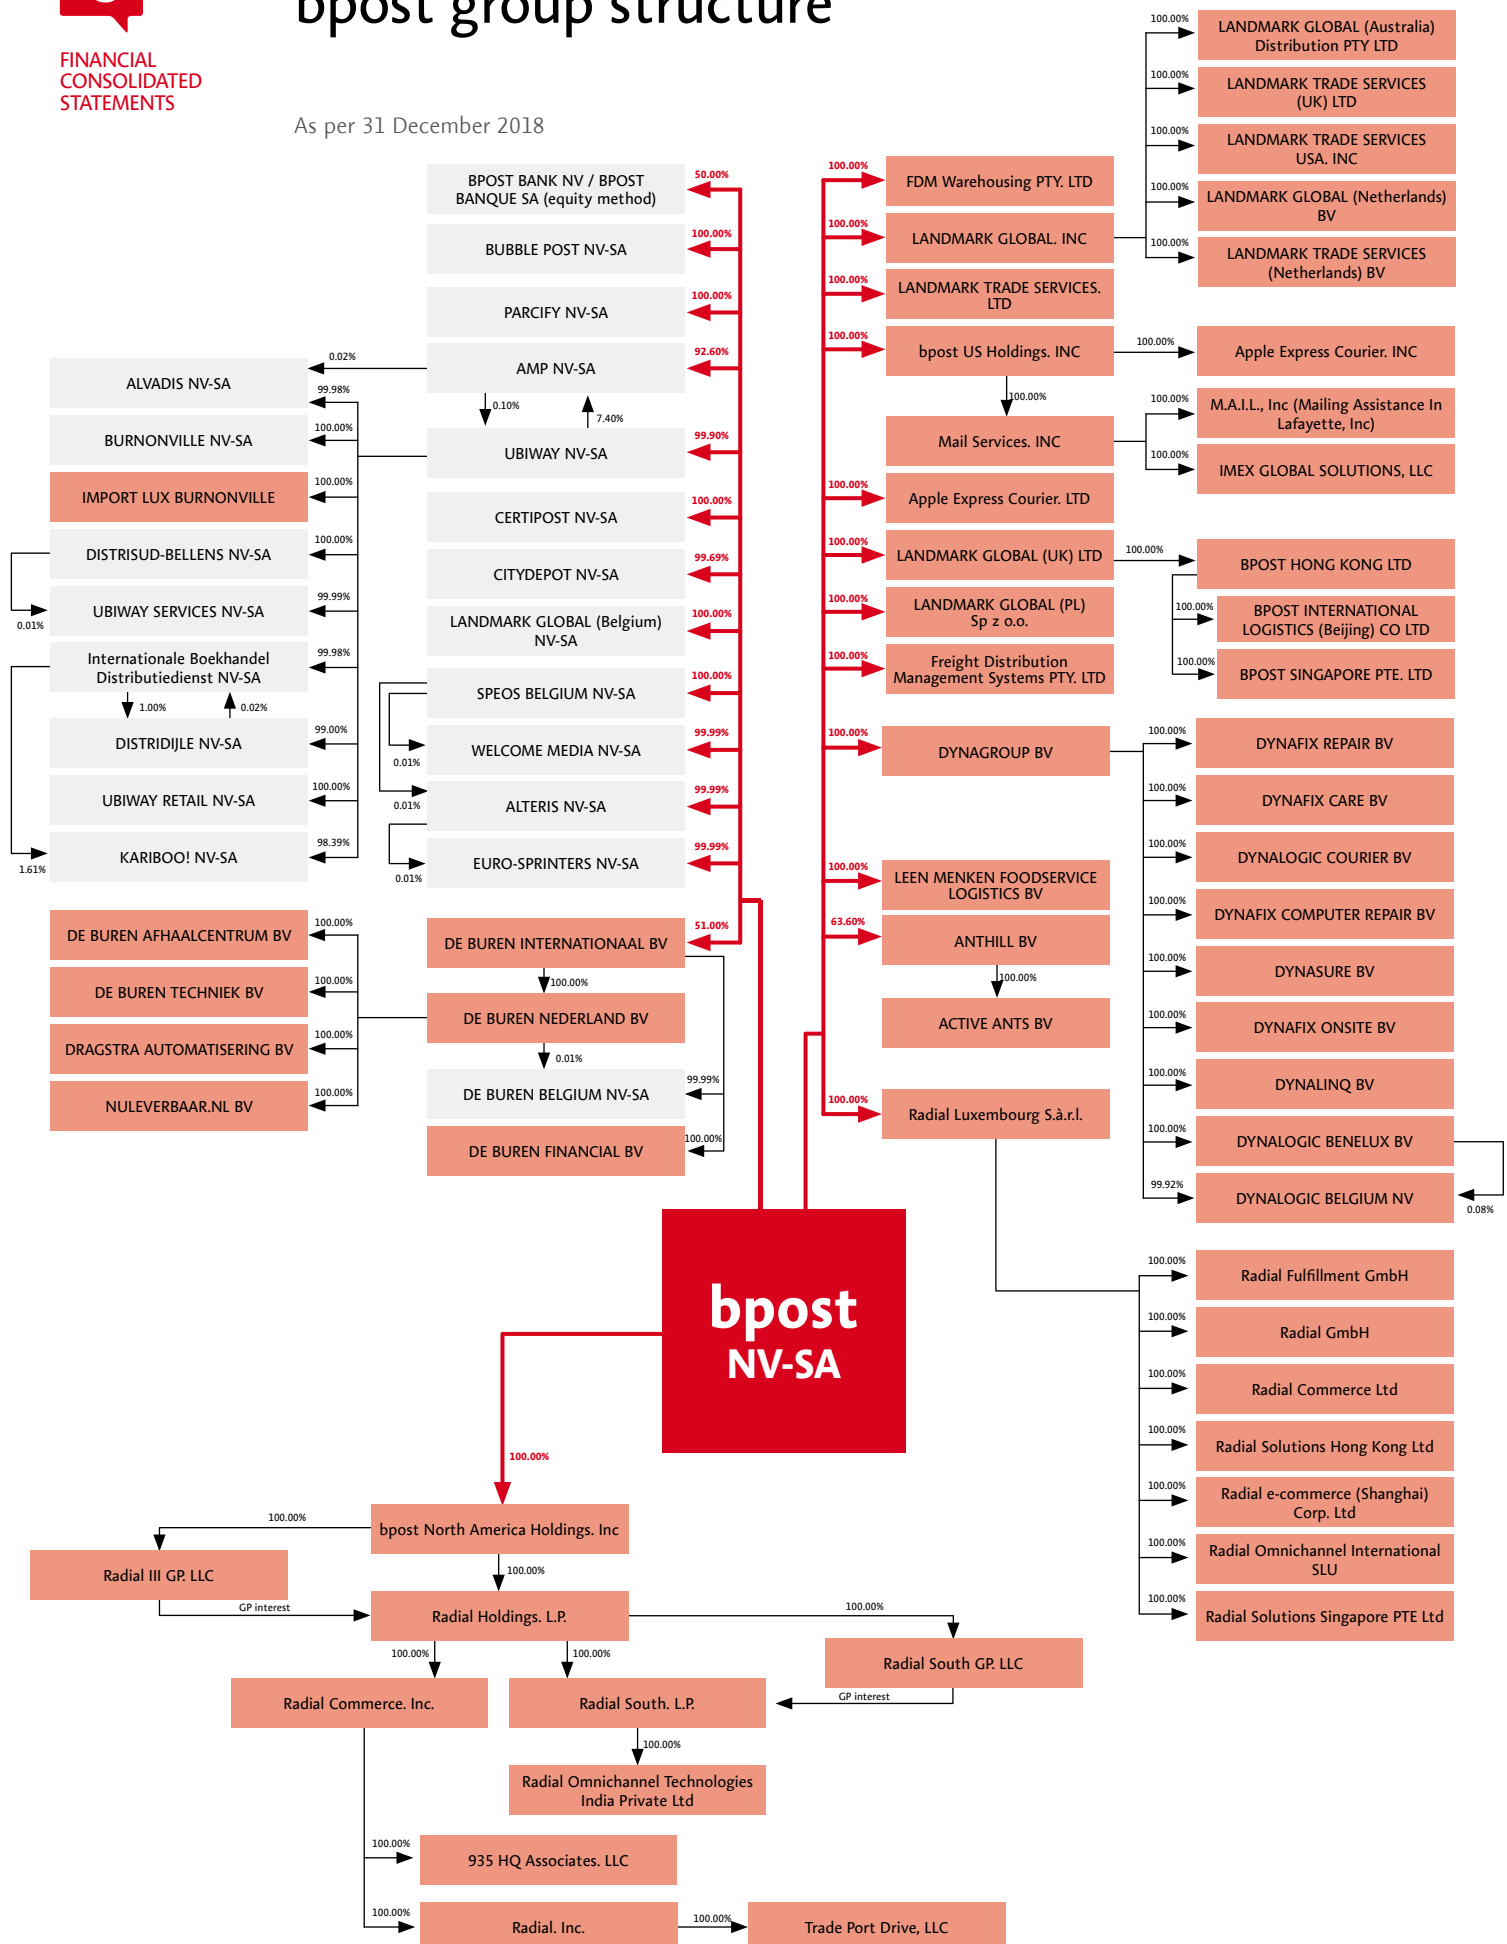 bpost group structure
FINANCIAL
CONSOLIDATED
STATEMENTS
As per 31 December 2018
50.00%
BPOST BANK NV / BPOST
BANQUE SA (equity method)
100.00%
BUBBLE POST NV-SA
100.00%
PARCIFY NV-SA
92.60%
AMP NV-SA
0.02%
0.10%
7.40%
99.90%
UBIWAY NV-SA
100.00%
CERTIPOST NV-SA
99.69%
CITYDEPOT NV-SA
100.00%
LANDMARK GLOBAL (Belgium)
NV-SA
100.00%
SPEOS BELGIUM NV-SA
99.99%
WELCOME MEDIA NV-SA
0.01%
99.99%
ALTERIS NV-SA
0.01%
99.99%
EURO-SPRINTERS NV-SA
0.01%
ALVADIS NV-SA
99.98%
BURNONVILLE NV-SA
100.00%
IMPORT LUX BURNONVILLE
100.00%
DISTRISUD-BELLENS NV-SA
100.00%
UBIWAY SERVICES NV-SA
99.99%
0.01%
Internationale Boekhandel
Distributiedienst NV-SA
99.98%
1.00%
0.02%
DISTRIDIJLE NV-SA
99.00%
UBIWAY RETAIL NV-SA
100.00%
KARIBOO! NV-SA
98.39%
1.61%
51.00%
DE BUREN INTERNATIONAAL BV
100.00%
DE BUREN NEDERLAND BV
0.01%
DE BUREN BELGIUM NV-SA
99.99%
DE BUREN FINANCIAL BV
100.00%
DE BUREN AFHAALCENTRUM BV
100.00%
DE BUREN TECHNIEK BV
100.00%
DRAGSTRA AUTOMATISERING BV
100.00%
NULEVERBAAR.NL BV
100.00%
100.00%
FDM Warehousing PTY. LTD
100.00%
LANDMARK GLOBAL. INC
100.00%
LANDMARK TRADE SERVICES.
LTD
100.00%
bpost US Holdings. INC
100.00%
Mail Services. INC
100.00%
Apple Express Courier. LTD
100.00%
LANDMARK GLOBAL (UK) LTD
100.00%
LANDMARK GLOBAL (PL)
Sp z o.o.
100.00%
Freight Distribution
Management Systems PTY. LTD
100.00%
DYNAGROUP BV
100.00%
LEEN MENKEN FOODSERVICE
LOGISTICS BV
63.60%
ANTHILL BV
100.00%
ACTIVE ANTS BV
100.00%
Radial Luxembourg S.à.r.l.
100.00%
LANDMARK GLOBAL (Australia)
Distribution PTY LTD
100.00%
LANDMARK TRADE SERVICES
(UK) LTD
100.00%
LANDMARK TRADE SERVICES
USA. INC
100.00%
LANDMARK GLOBAL (Netherlands)
BV
100.00%
LANDMARK TRADE SERVICES
(Netherlands) BV
100.00%
Apple Express Courier. INC
100.00%
M.A.I.L., Inc (Mailing Assistance In
Lafayette, Inc)
100.00%
IMEX GLOBAL SOLUTIONS, LLC
100.00%
BPOST HONG KONG LTD
100.00%
BPOST INTERNATIONAL
LOGISTICS (Beijing) CO LTD
100.00%
BPOST SINGAPORE PTE. LTD
100.00%
DYNAFIX REPAIR BV
100.00%
DYNAFIX CARE BV
100.00%
DYNALOGIC COURIER BV
100.00%
DYNAFIX COMPUTER REPAIR BV
100.00%
DYNASURE BV
100.00%
DYNAFIX ONSITE BV
100.00%
DYNALINQ BV
100.00%
DYNALOGIC BENELUX BV
99.92%
DYNALOGIC BELGIUM NV
0.08%
100.00%
Radial Fulfillment GmbH
100.00%
Radial GmbH
100.00%
Radial Commerce Ltd
100.00%
Radial Solutions Hong Kong Ltd
100.00%
Radial e-commerce (Shanghai)
Corp. Ltd
100.00%
Radial Omnichannel International
SLU
100.00%
Radial Solutions Singapore PTE Ltd
bpost
NV-SA
100.00%
bpost North America Holdings. Inc
100.00%
Radial III GP. LLC
100.00%
GP interest
Radial Holdings. L.P.
100.00%
Radial South GP. LLC
100.00%
100.00%
GP interest
Radial Commerce. Inc.
Radial South. L.P.
100.00%
Radial Omnichannel Technologies
India Private Ltd
100.00%
935 HQ Associates. LLC
100.00%
Radial. Inc.
100.00%
Trade Port Drive, LLC